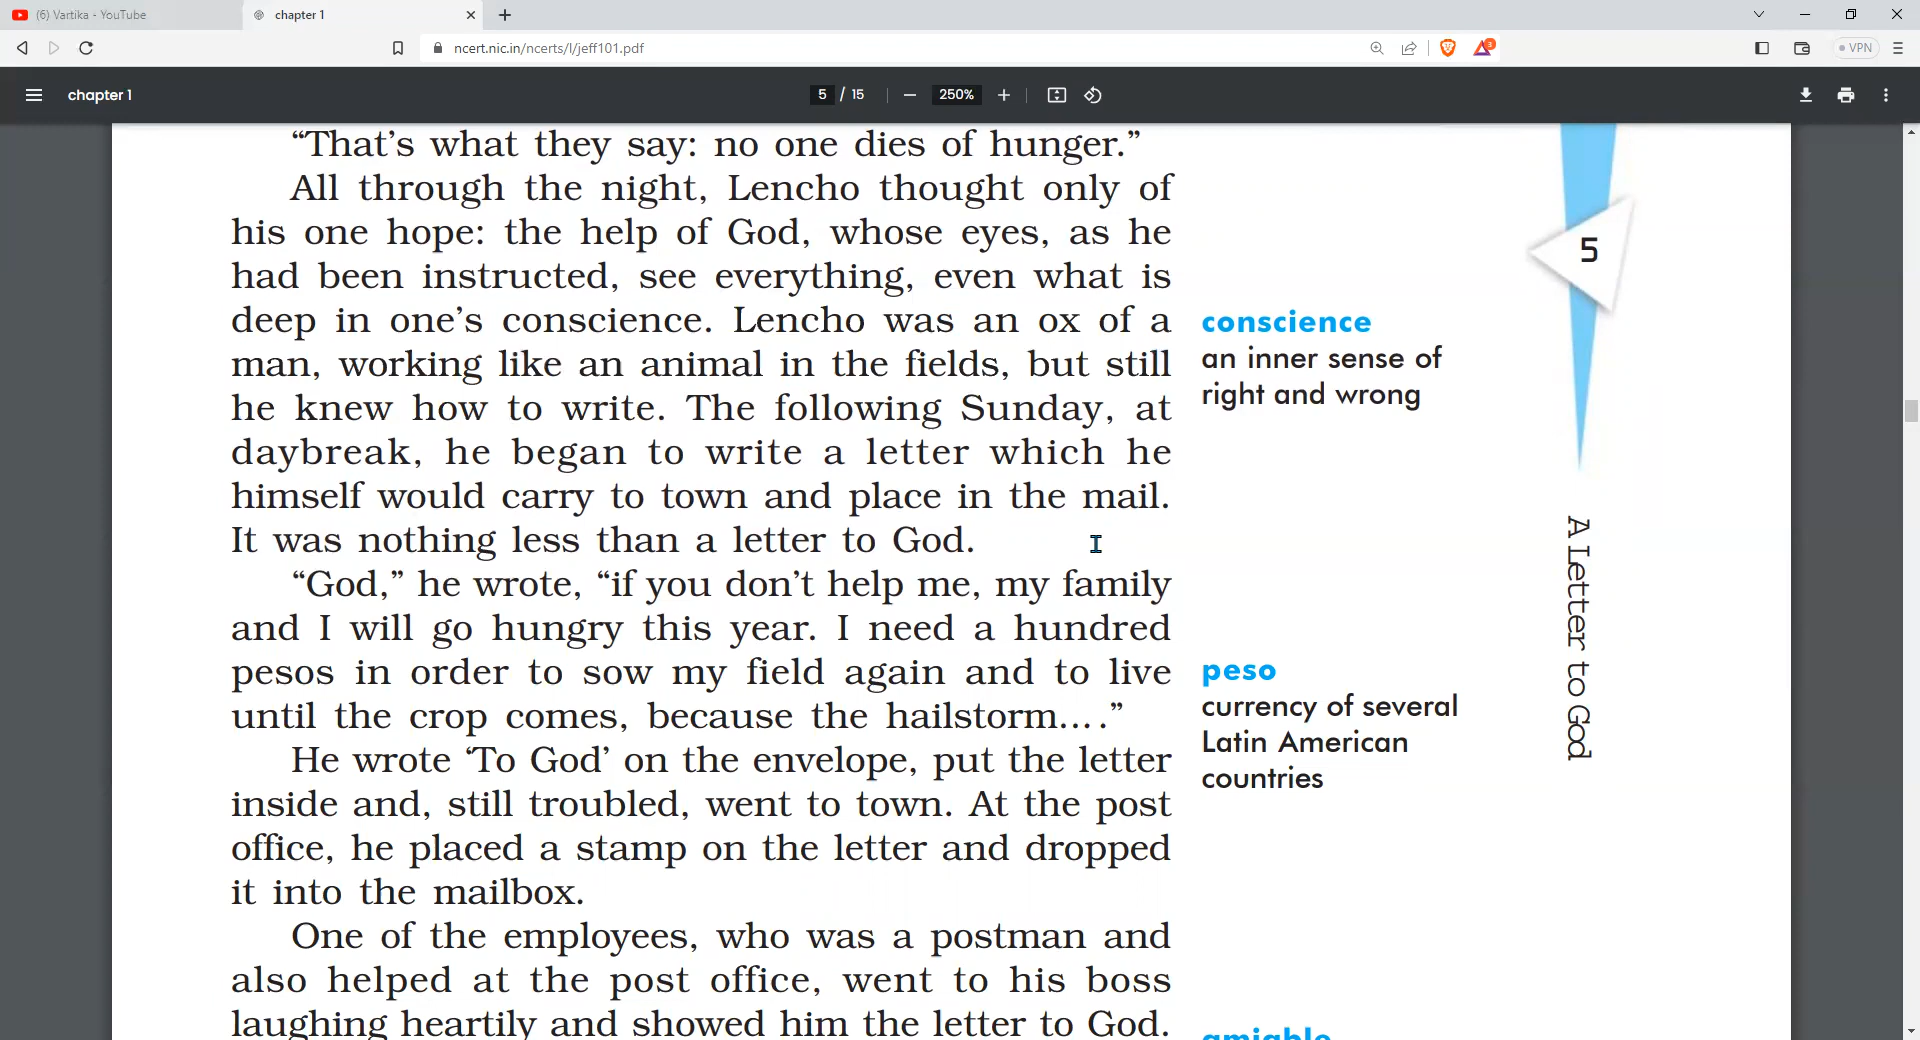 (6) Vartika - YouTube
chapter 1
ncert.nic.in/ncerts/l/jeff101.pdf
3
VPN
chapter 1
5 / 15
250%
“That’s what they say: no one dies of hunger.”
All through the night, Lencho thought only of
his one hope: the help of God, whose eyes, as he
had been instructed, see everything, even what is
deep in one’s conscience. Lencho was an ox of a
man, working like an animal in the fields, but still
he knew how to write. The following Sunday, at
daybreak, he began to write a letter which he
himself would carry to town and place in the mail.
It was nothing less than a letter to God.
“God,” he wrote, “if you don’t help me, my family
and I will go hungry this year. I need a hundred
pesos in order to sow my field again and to live
until the crop comes, because the hailstorm....”
He wrote ‘To God’ on the envelope, put the letter
inside and, still troubled, went to town. At the post
office, he placed a stamp on the letter and dropped
it into the mailbox.
One of the employees, who was a postman and
also helped at the post office, went to his boss
laughing heartily and showed him the letter to God.
conscience
an inner sense of
right and wrong
peso
currency of several
Latin American
countries
amiable
5
A Letter to God